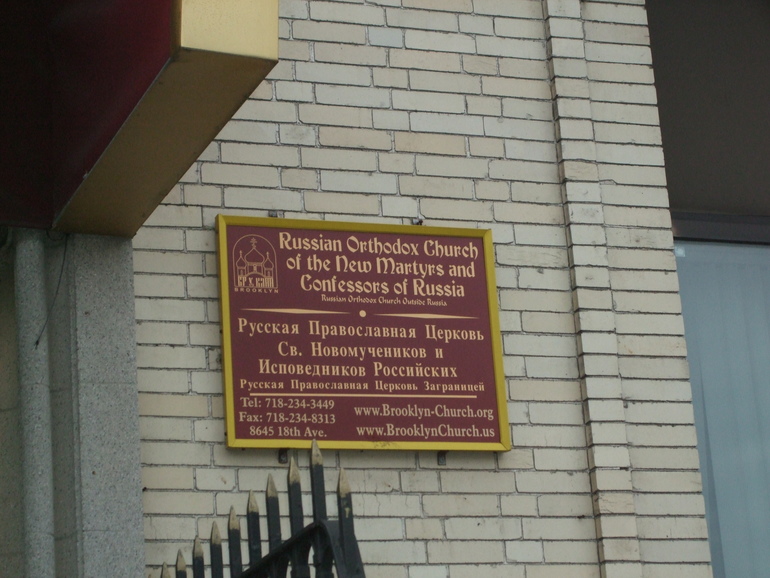 Russian Orthodox Church
of the New Martyrs and
Confessors of Russia
Russian Orthodox Church Outside Russia
BROOKLYN
Русская Православная Церковь
Св. Новомучеников и
Исповедников Российских
Русская Православная Церковь Заграницей
Tel: 718-234-3449
Fax: 718-234-8313
8645 18th Ave.
www.Brooklyn-Church.org
www.BrooklynChurch.us